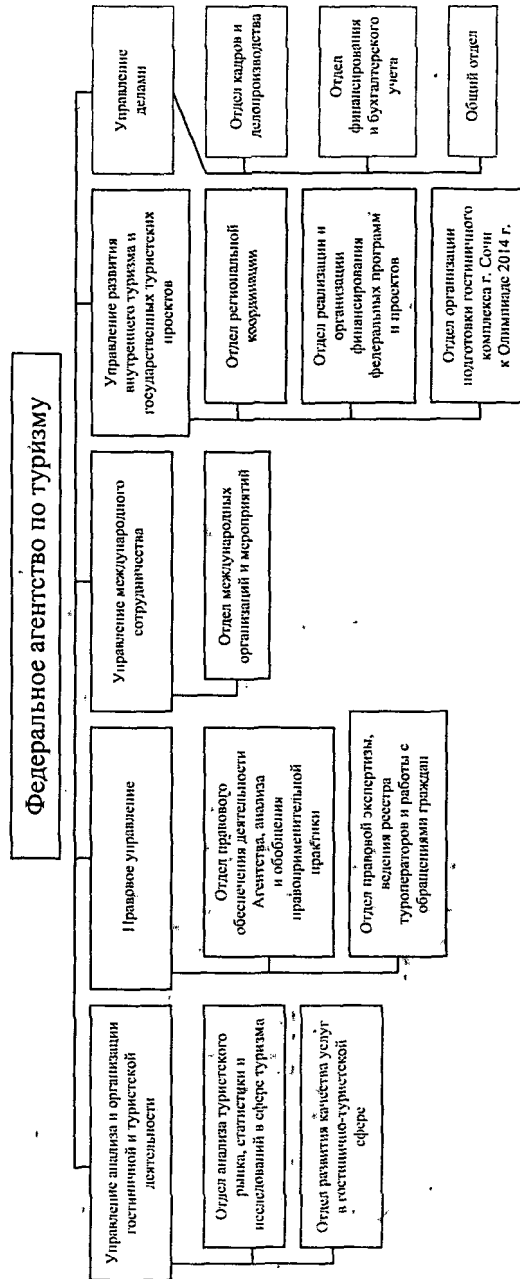 Федеральное агентство по туризму
Управление анализа и организации
гостиничной и туристской
деятельности
Отдел анализа туристского
рынка, статистики и
исследований в сфере туризма
Отдел развития качества услуг
в гостинично-туристской
сфере
Правовое управление
Отдел правового
обеспечения деятельности
Агентства, анализа
и обобщения
правоприменительной
практики
Отдел правовой экспертизы,
ведения реестра
туроператоров и работы с
обращениями граждан
Управление международного
сотрудничества
Отдел международных
организаций и мероприятий
Управление развития
внутреннего туризма и
государственных туристских
проектов
Отдел региональной
координации
Отдел реализации и
организации
финансирования
федеральных программ
и проектов
Отдел организации
подготовки гостиничного
комплекса г. Сочи
к Олимпиаде 2014 г.
Управление
делами
Отдел кадров и
делопроизводства
Отдел
финансирования
и бухгалтерского
учета
Общий отдел